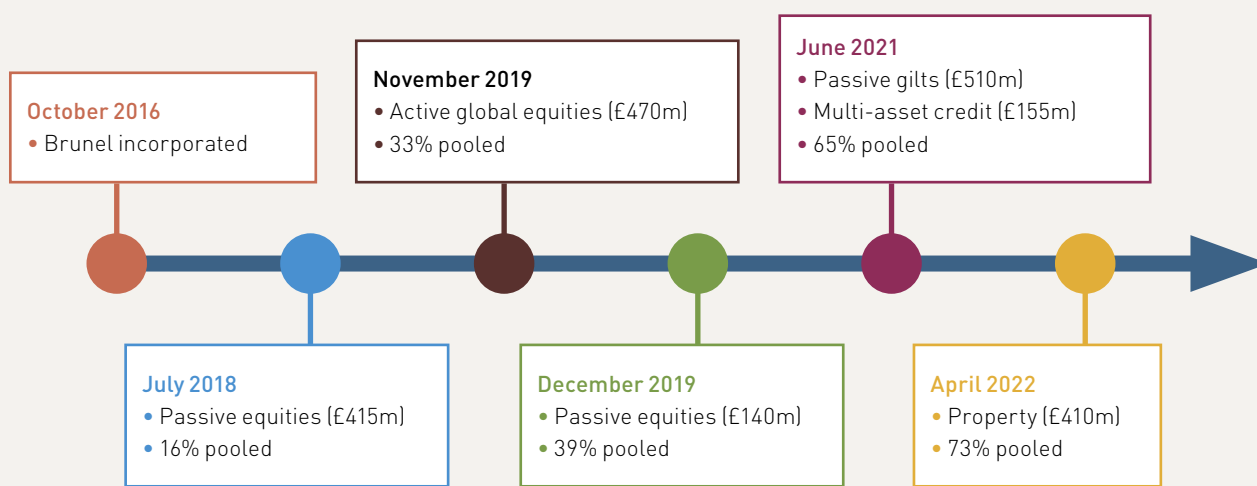 October 2016
• Brunel incorporated
July 2018
• Passive equities (£415m)
• 16% pooled
November 2019
• Active global equities (£470m)
• 33% pooled
December 2019
• Passive equities (£140m)
• 39% pooled
June 2021
• Passive gilts (£510m)
• Multi-asset credit (£155m)
• 65% pooled
April 2022
• Property (£410m)
• 73% pooled